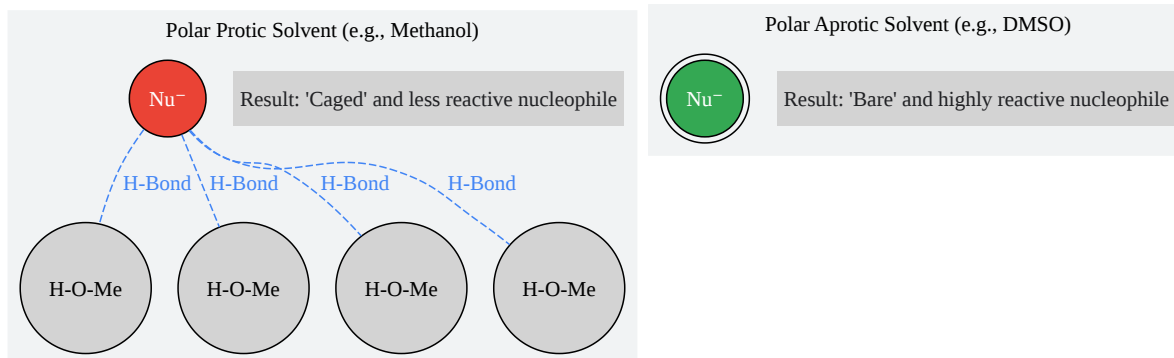 Polar Protic Solvent (e.g., Methanol)
Nu⁻
Result: 'Caged' and less reactive nucleophile
H-Bond
H-Bond
H-Bond
H-Bond
H-O-Me
H-O-Me
H-O-Me
H-O-Me
Polar Aprotic Solvent (e.g., DMSO)
Nu⁻
Result: 'Bare' and highly reactive nucleophile